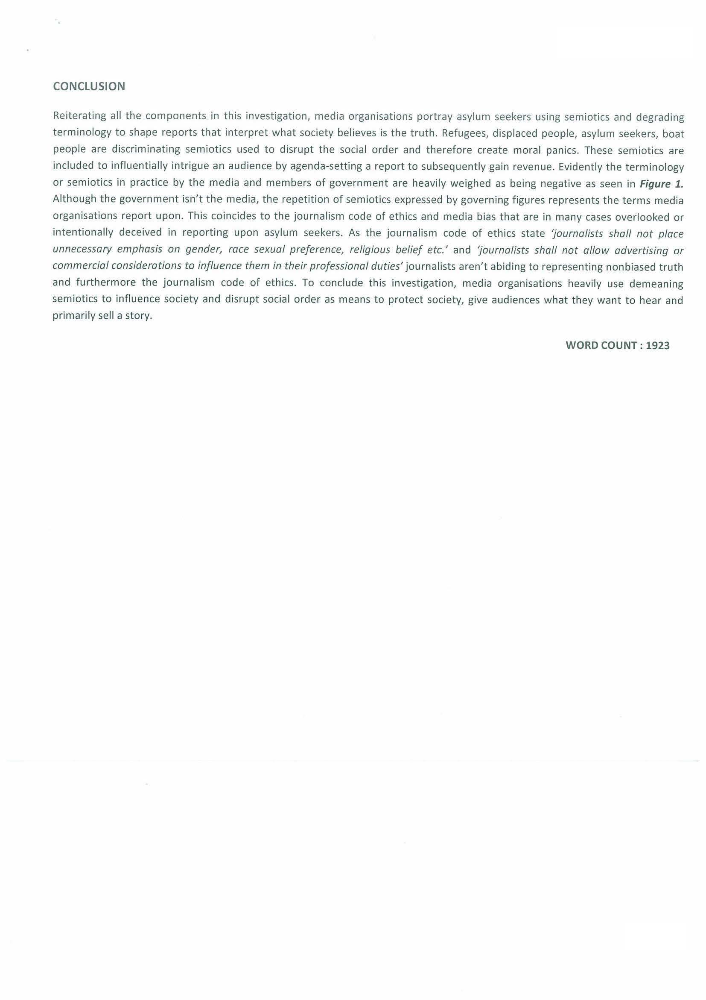 CONCLUSION
Reiterating all the components in this investigation, media organisations portray asylum seekers using semiotics and degrading
terminology to shape reports that interpret what society believes is the truth. Refugees, displaced people, asylum seekers, boat
people are discriminating semiotics used to disrupt the social order and therefore create moral panics. These semiotics are
included to influentially intrigue an audience by agenda-setting a report to subsequently gain revenue. Evidently the terminology
or semiotics in practice by the media and members of government are heavily weighed as being negative as seen in Figure 1.
Although the government isn’t the media, the repetition of semiotics expressed by governing figures represents the terms media
organisations report upon. This coincides to the journalism code of ethics and media bias that are in many cases overlooked or
intentionally deceived in reporting upon asylum seekers. As the journalism code of ethics state ‘journalists shall not place
unnecessary emphasis on gender, race sexual preference, religious belief etc.’ and ‘journalists shall not allow advertising or
commercial considerations to influence them in their professional duties’ journalists aren’t abiding to representing nonbiased truth
and furthermore the journalism code of ethics. To conclude this investigation, media organisations heavily use demeaning
semiotics to influence society and disrupt social order as means to protect society, give audiences what they want to hear and
primarily sell a story.
WORD COUNT : 1923